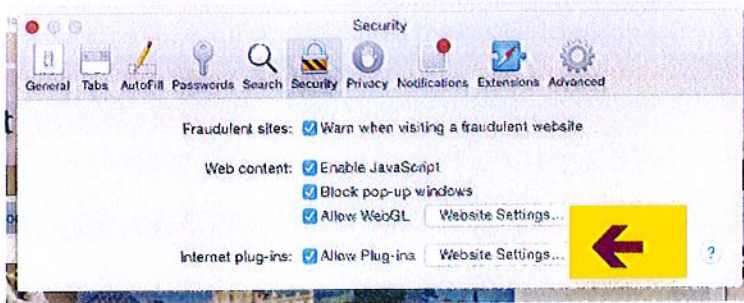 Security
General Tabs AutoFill Passwords Search Security Privacy Notifications Extensions Advanced
Fraudulent sites: Warn when visiting a fraudulent website
Web content: Enable JavaScript
Block pop-up windows
Allow WebGL Website Settings...
Internet plug-ins: Allow Plug-ins Website Settings...
?